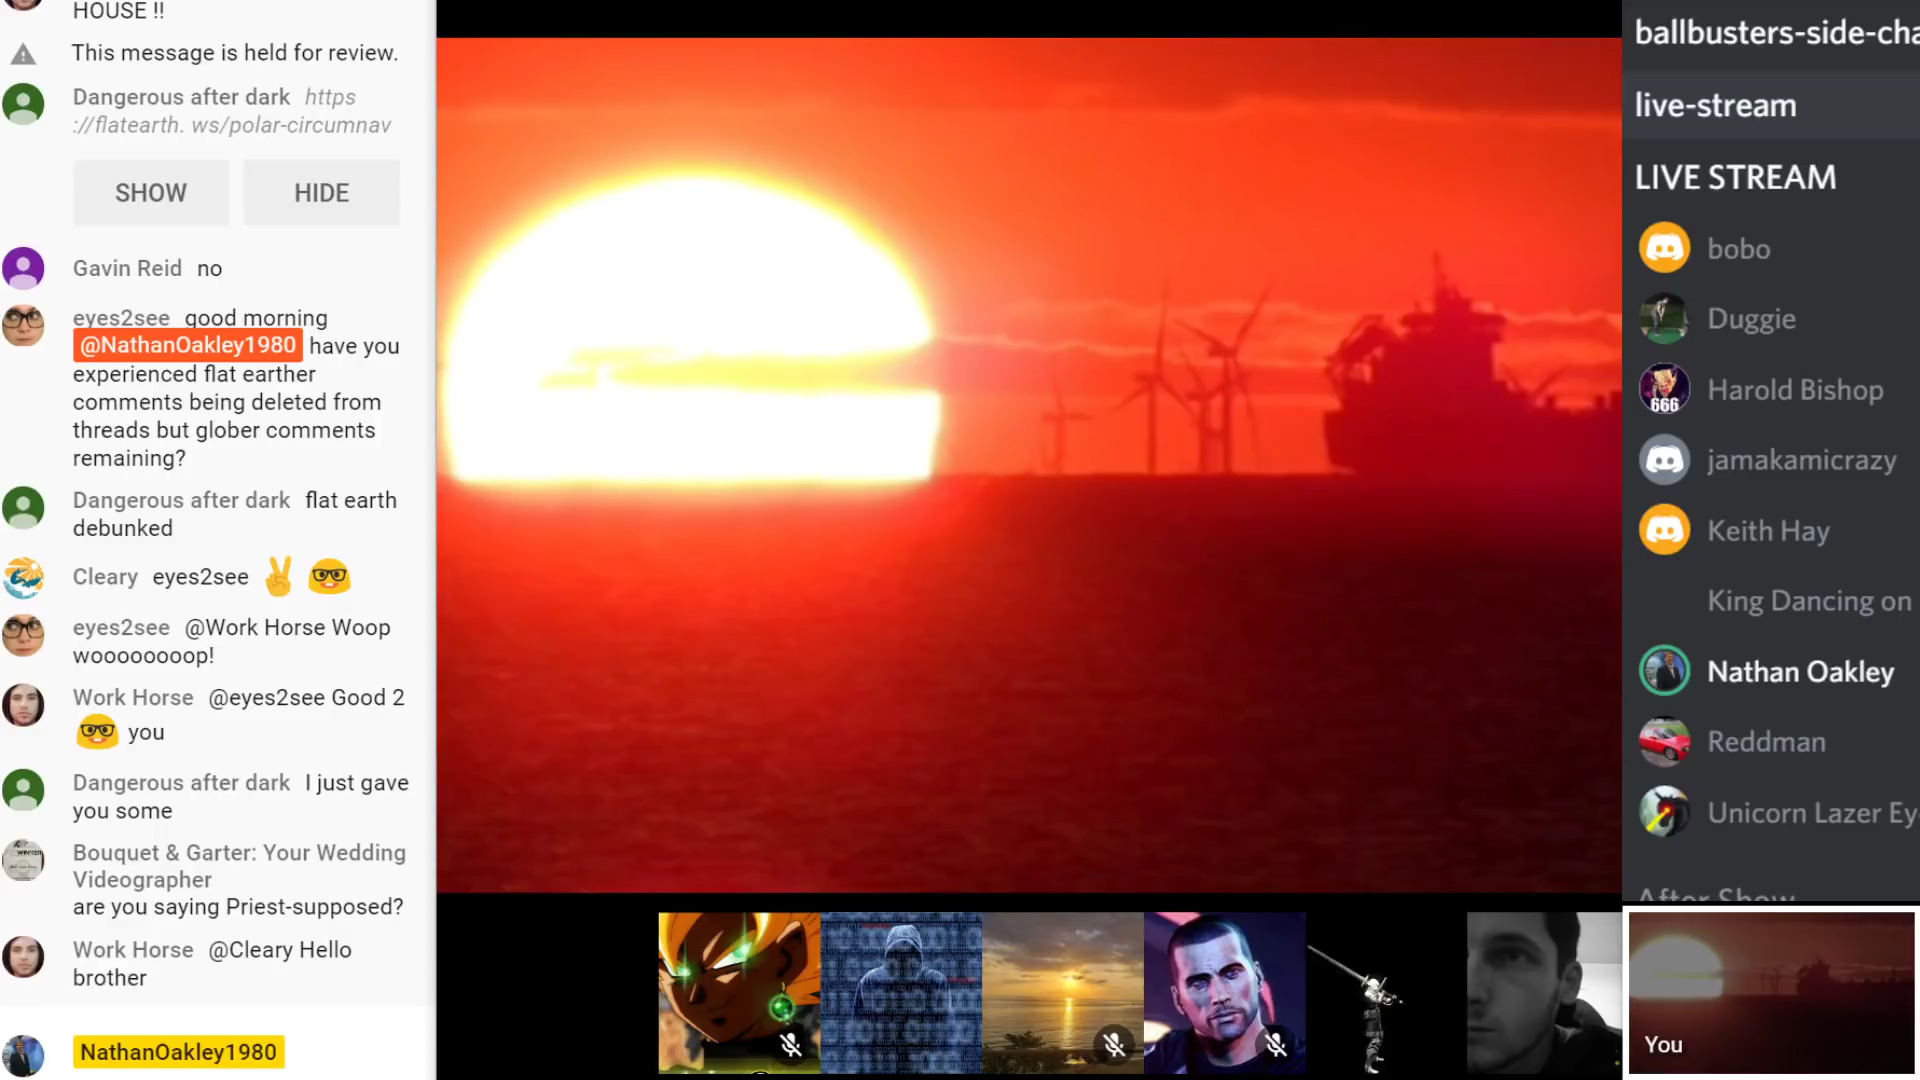 HOUSE !!
This message is held for review.
Dangerous after dark https
://flatearth. ws/polar-circumnav
SHOW HIDE
Gavin Reid no
eyes2see good morning
@NathanOakley1980 have you
experienced flat earther
comments being deleted from
threads but glober comments
remaining?
Dangerous after dark flat earth
debunked
Cleary eyes2see
eyes2see @Work Horse Woop
woooooooop!
Work Horse @eyes2see Good 2
you
Dangerous after dark I just gave
you some
Bouquet & Garter: Your Wedding
Videographer
are you saying Priest-supposed?
Work Horse @Cleary Hello
brother
NathanOakley1980
ballbusters-side-cha
live-stream
LIVE STREAM
bobo
Duggie
666
Harold Bishop
jamakamicrazy
Keith Hay
King Dancing on
Nathan Oakley
Reddman
Unicorn Lazer Ey
After Show
You